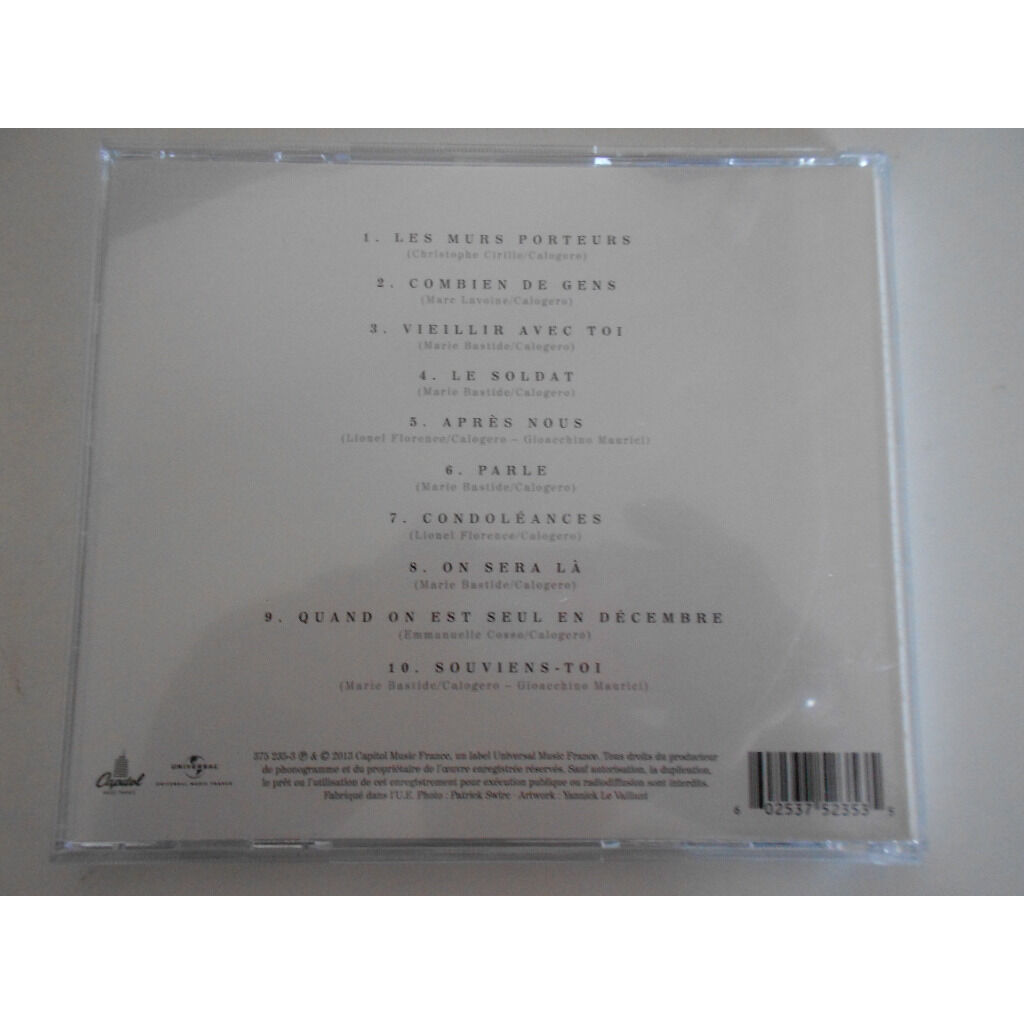 1. LES MURS PORTEURS
(Christophe Cirillo/Calogero)
2. COMBIEN DE GENS
(Marc Lavoine/Calogero)
3. VIEILLIR AVEC TOI
(Marie Bastide/Calogero)
4. LE SOLDAT
(Marie Bastide/Calogero)
5. APRÈS NOUS
(Lionel Florence/Calogero – Gioacchino Maurici)
6. PARLE
(Marie Bastide/Calogero)
7. CONDOLÉANCES
(Lionel Florence/Calogero)
8. ON SERA LÀ
(Marie Bastide/Calogero)
9. QUAND ON EST SEUL EN DÉCEMBRE
(Emmanuelle Cosso/Calogero)
10. SOUVIENS-TOI
(Marie Bastide/Calogero – Gioacchino Maurici)
Capitol
MUSIC FRANCE
UNIVERSAL
UNIVERSAL MUSIC FRANCE
375 235-3 ℗ & © 2013 Capitol Music France, un label Universal Music France. Tous droits du producteur
de phonogramme et du propriétaire de l'œuvre enregistrée réservés. Sauf autorisation, la duplication,
le prêt ou l'utilisation de cet enregistrement pour exécution publique ou radiodiffusion sont interdits.
Fabriqué dans l'U.E. Photo : Patrick Swirc - Artwork : Yannick Le Vaillant
6 02537 52353 5